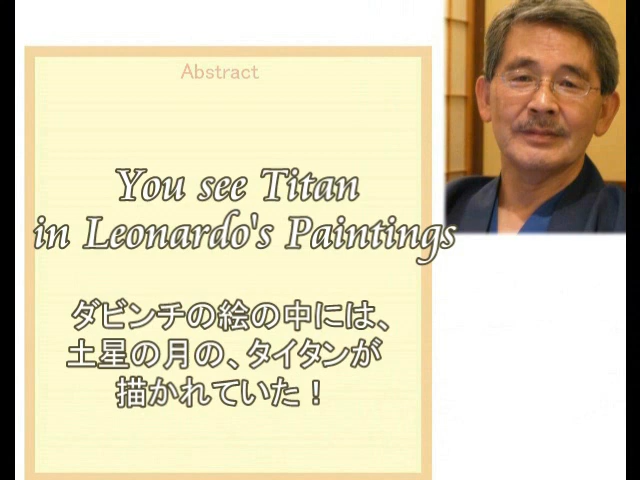 Abstract
You see Titan
in Leonardo's Paintings
ダビンチの絵の中には、
土星の月の、タイタンが
描かれていた！